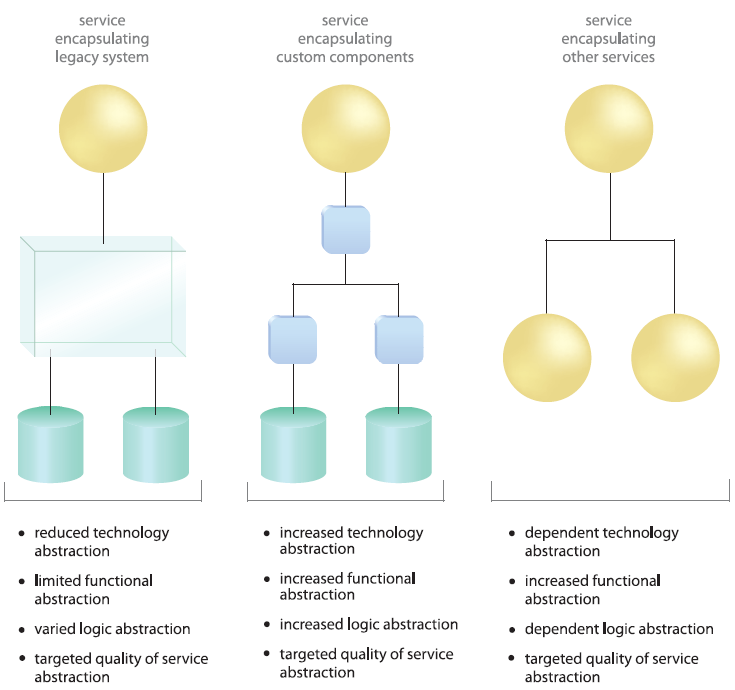 service
encapsulating
legacy system
service
encapsulating
custom components
service
encapsulating
other services
• reduced technology
abstraction
• limited functional
abstraction
• varied logic abstraction
• targeted quality of service
abstraction
• increased technology
abstraction
• increased functional
abstraction
• increased logic abstraction
• targeted quality of service
abstraction
• dependent technology
abstraction
• increased functional
abstraction
• dependent logic abstraction
• targeted quality of service
abstraction